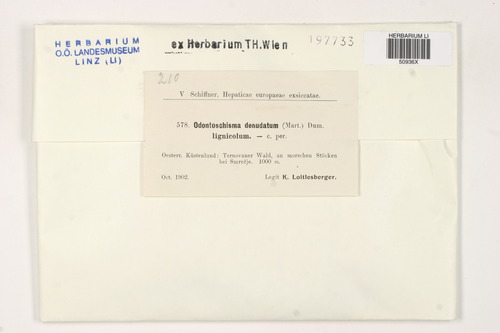 HERBARIUM
O.Ö. LANDESMUSEUM
LINZ (LI)
ex Herbarium TH.Wien
197733
HERBARIUM LI
50936X
210
V Schiffner, Hepaticae europaeae exsiccatae.
578. Odontoschisma denudatum (Mart.) Dum.
lignicolum. — c. per.
Oesterr. Küstenland: Ternovaner Wald, an morschen Stöcken
bei Smrečje. 1000 m.
Oct. 1902.
Legit K. Loitlesberger.